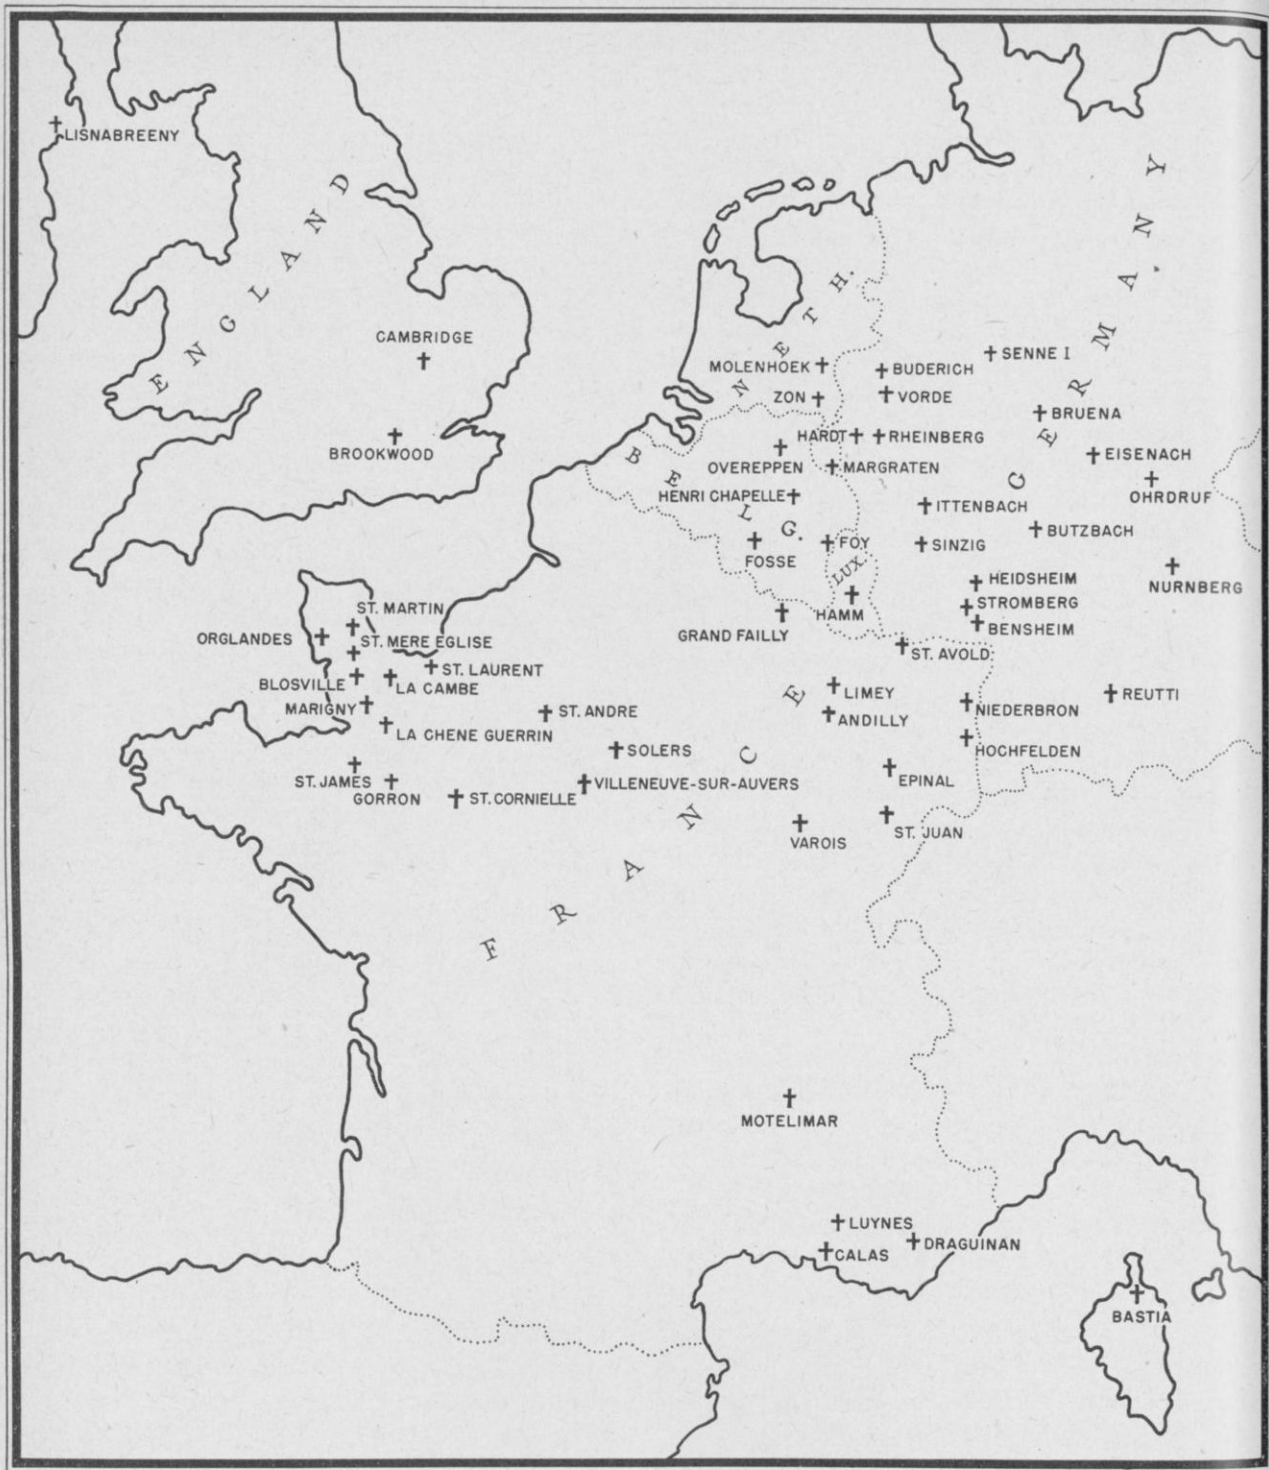 LISNABREENY
ENGLAND
CAMBRIDGE
BROOKWOOD
NETH.
GERMANY
MOLENHOEK
ZON
BUDERICH
VORDE
SENNE I
BRUENA
HARDT
RHEINBERG
EISENACH
BELG.
OVEREPPEN
MARGRATEN
OHRDRUF
HENRI CHAPELLE
ITTENBACH
BUTZBACH
FOSSE
FOY
SINZIG
LUX.
NURNBERG
HEIDSHEIM
STROMBERG
BENSHEIM
HAMM
GRAND FAILLY
ST. AVOLD
ST. MARTIN
ORGLANDES
ST. MERE EGLISE
ST. LAURENT
BLOSVILLE
LA CAMBE
MARIGNY
LA CHENE GUERRIN
ST. ANDRE
LIMEY
ANDILLY
NIEDERBRON
REUTTI
HOCHFELDEN
SOLERS
ST. JAMES
GORRON
ST. CORNIELLE
VILLENEUVE-SUR-AUVERS
EPINAL
VAROIS
ST. JUAN
FRANCE
MOTELIMAR
LUYNES
CALAS
DRAGUINAN
BASTIA